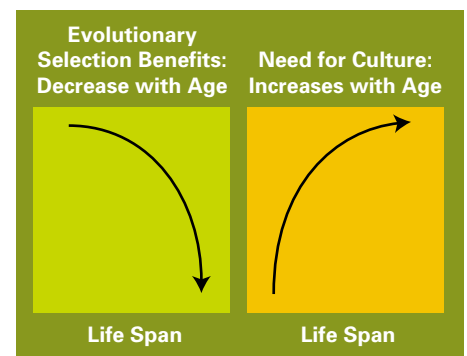 Evolutionary
Selection Benefits:
Decrease with Age
Need for Culture:
Increases with Age
Life Span
Life Span